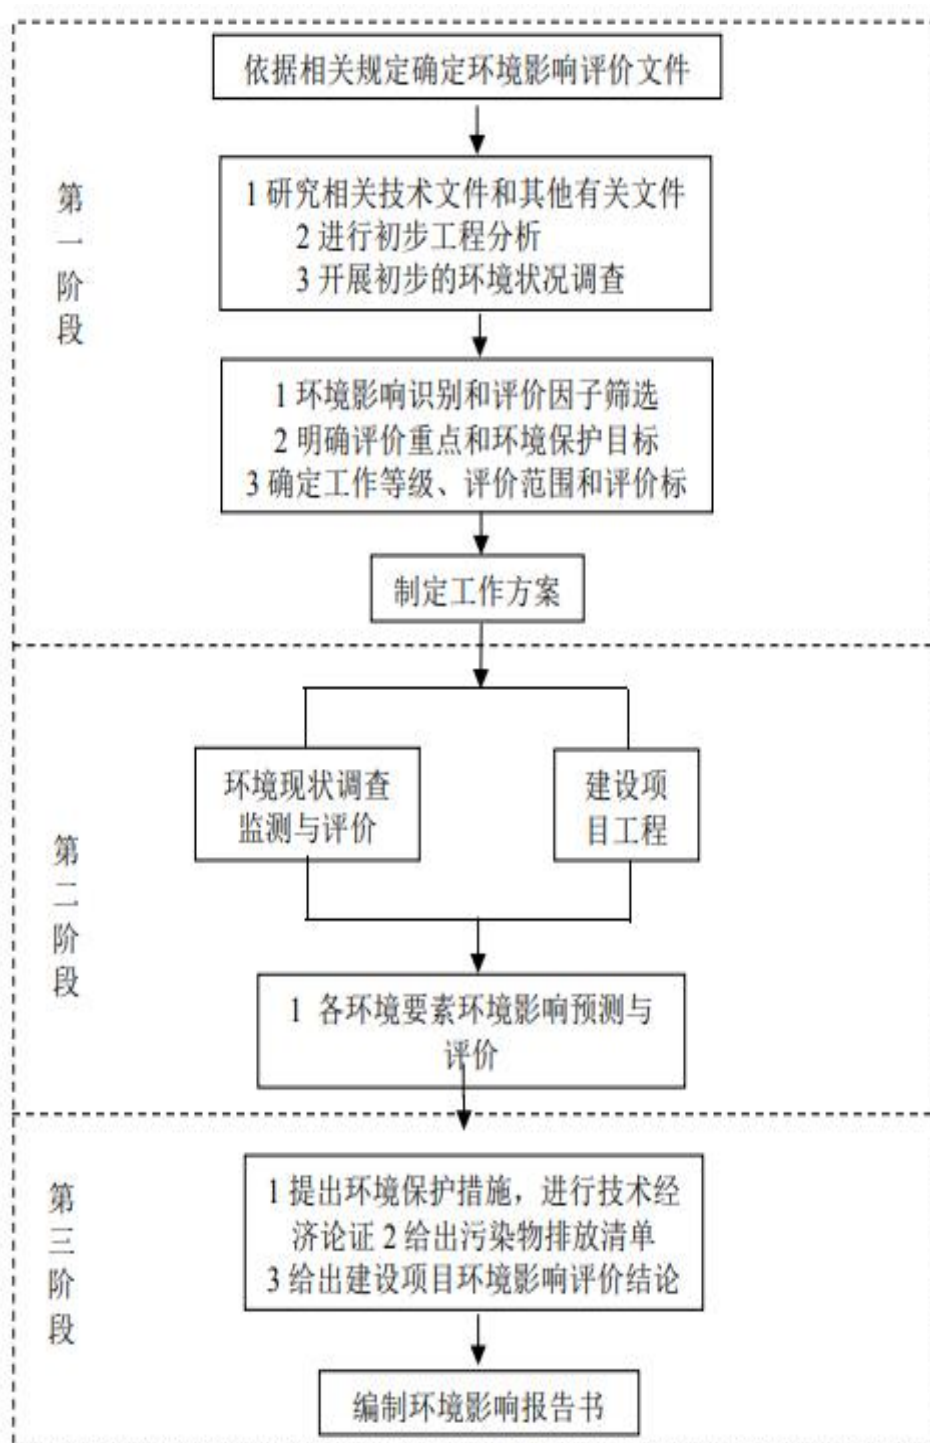 依据相关规定确定环境影响评价文件
第一阶段
1 研究相关技术文件和其他有关文件
2 进行初步工程分析
3 开展初步的环境状况调查
1 环境影响识别和评价因子筛选
2 明确评价重点和环境保护目标
3 确定工作等级、评价范围和评价标
制定工作方案
第二阶段
环境现状调查
监测与评价
建设项
目工程
1 各环境要素环境影响预测与
评价
第三阶段
1 提出环境保护措施，进行技术经
济论证 2 给出污染物排放清单
3 给出建设项目环境影响评价结论
编制环境影响报告书